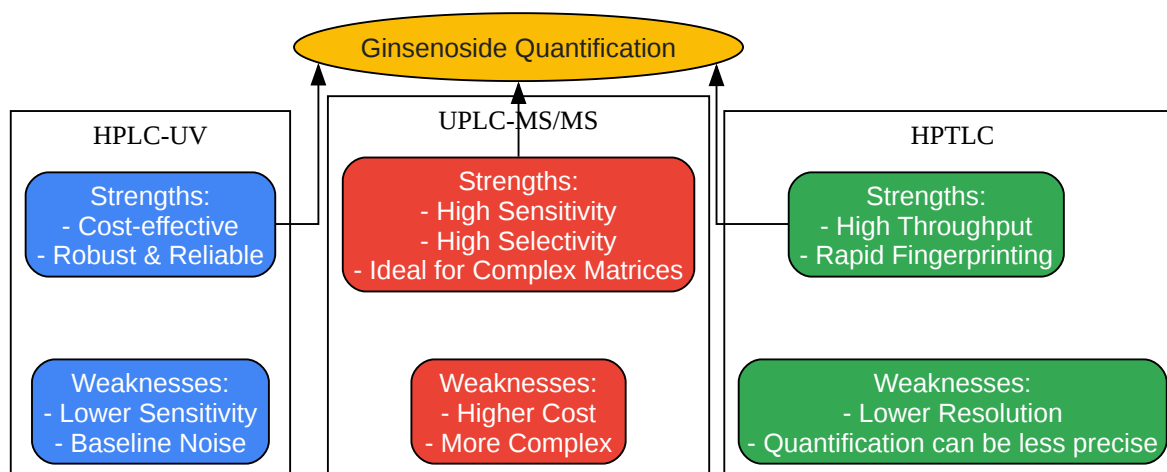 Ginsenoside Quantification
HPLC-UV
Strengths:
- Cost-effective
- Robust & Reliable
Weaknesses:
- Lower Sensitivity
- Baseline Noise
UPLC-MS/MS
Strengths:
- High Sensitivity
- High Selectivity
- Ideal for Complex Matrices
Weaknesses:
- Higher Cost
- More Complex
HPTLC
Strengths:
- High Throughput
- Rapid Fingerprinting
Weaknesses:
- Lower Resolution
- Quantification can be less precise